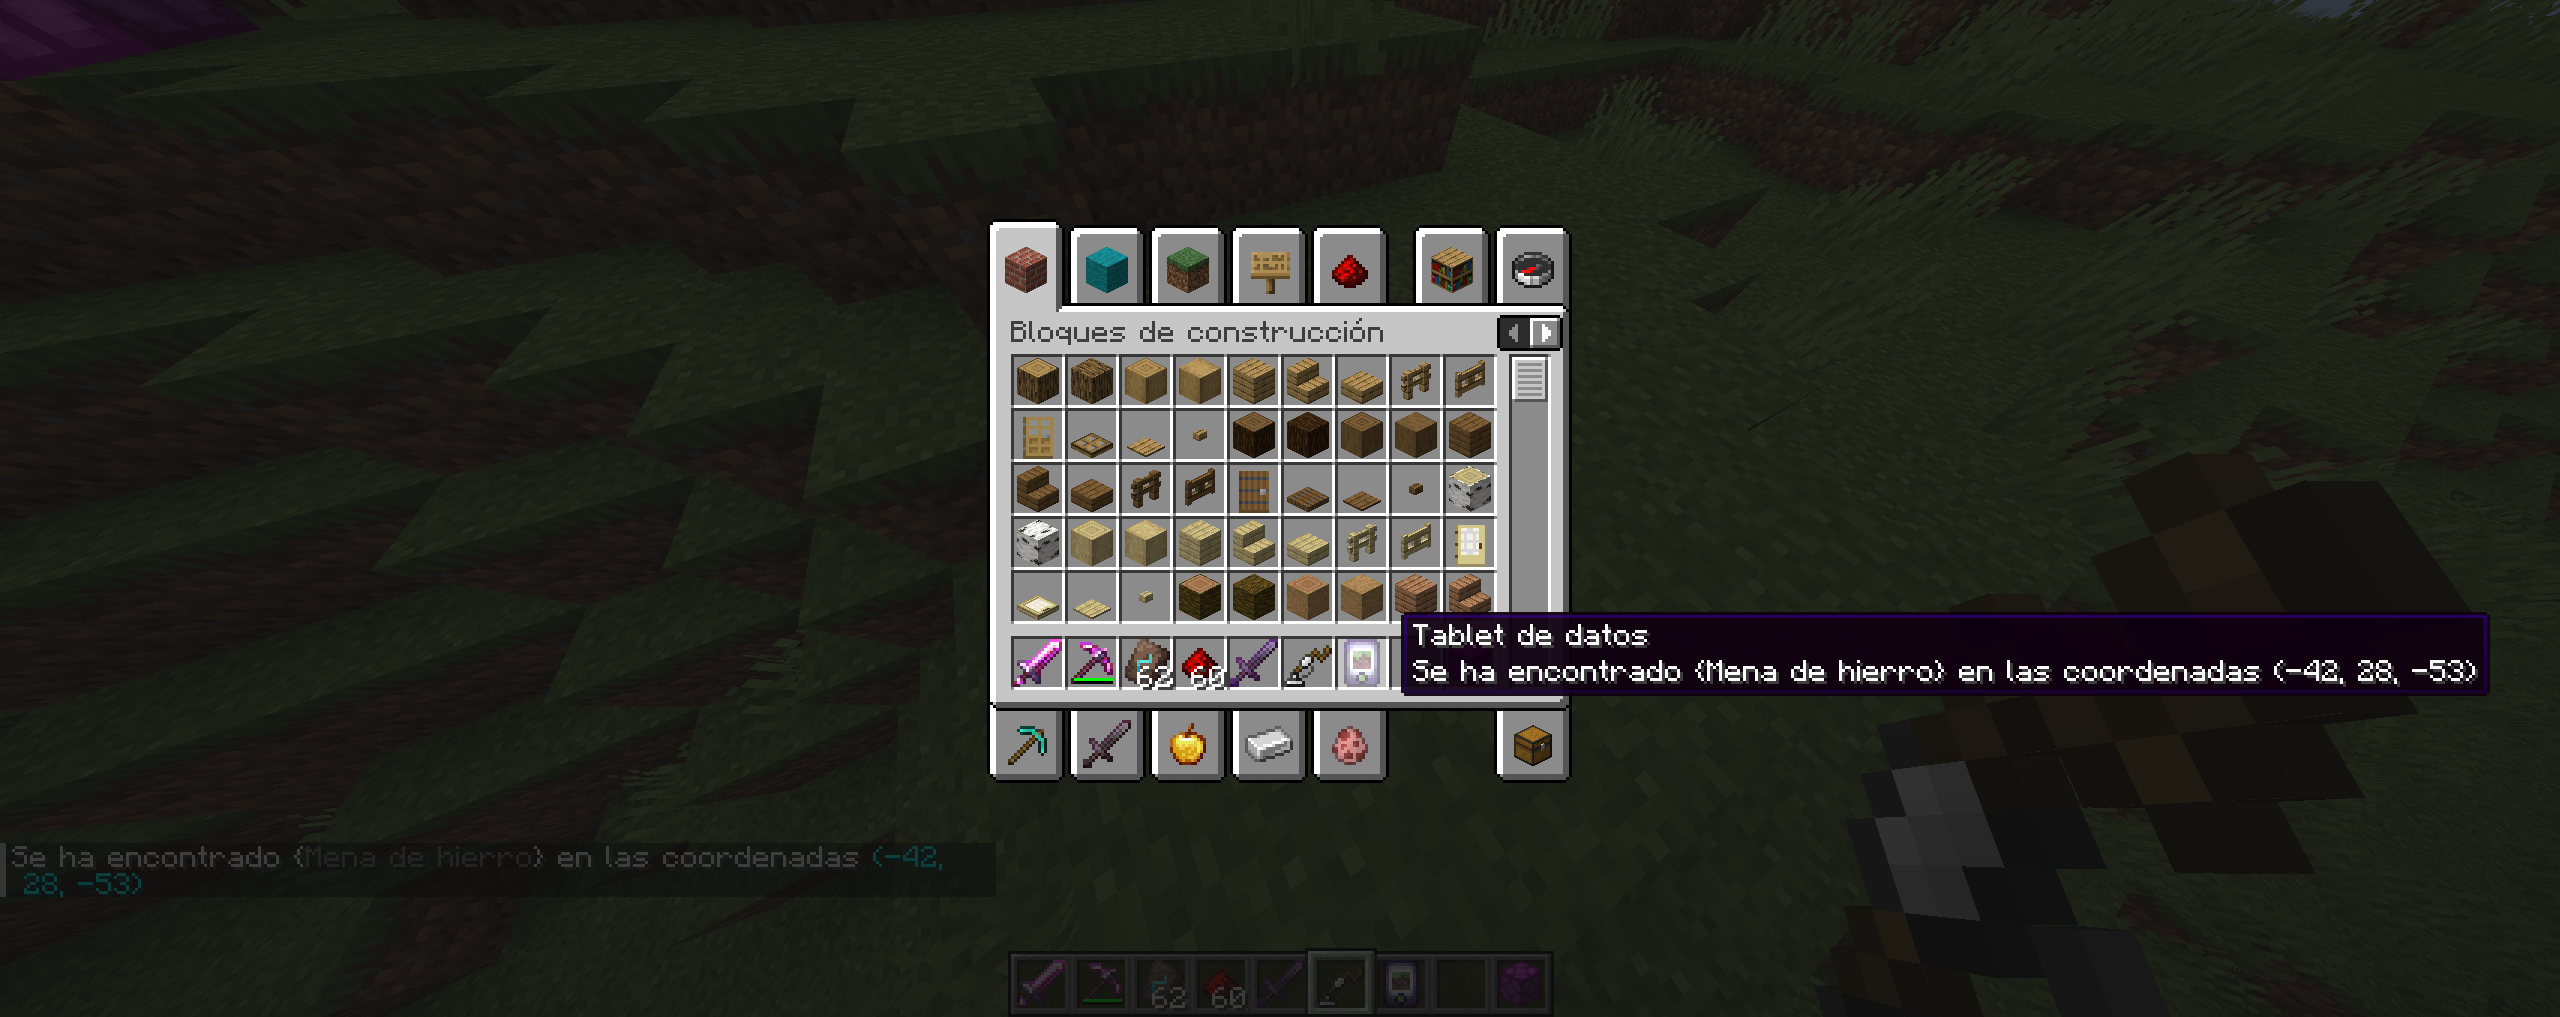 Bloques de construcción
62
60
Tablet de datos
Se ha encontrado {Mena de hierro} en las coordenadas (-42, 28, -53)
Se ha encontrado {Mena de hierro} en las coordenadas (-42,
28, -53)
62
60